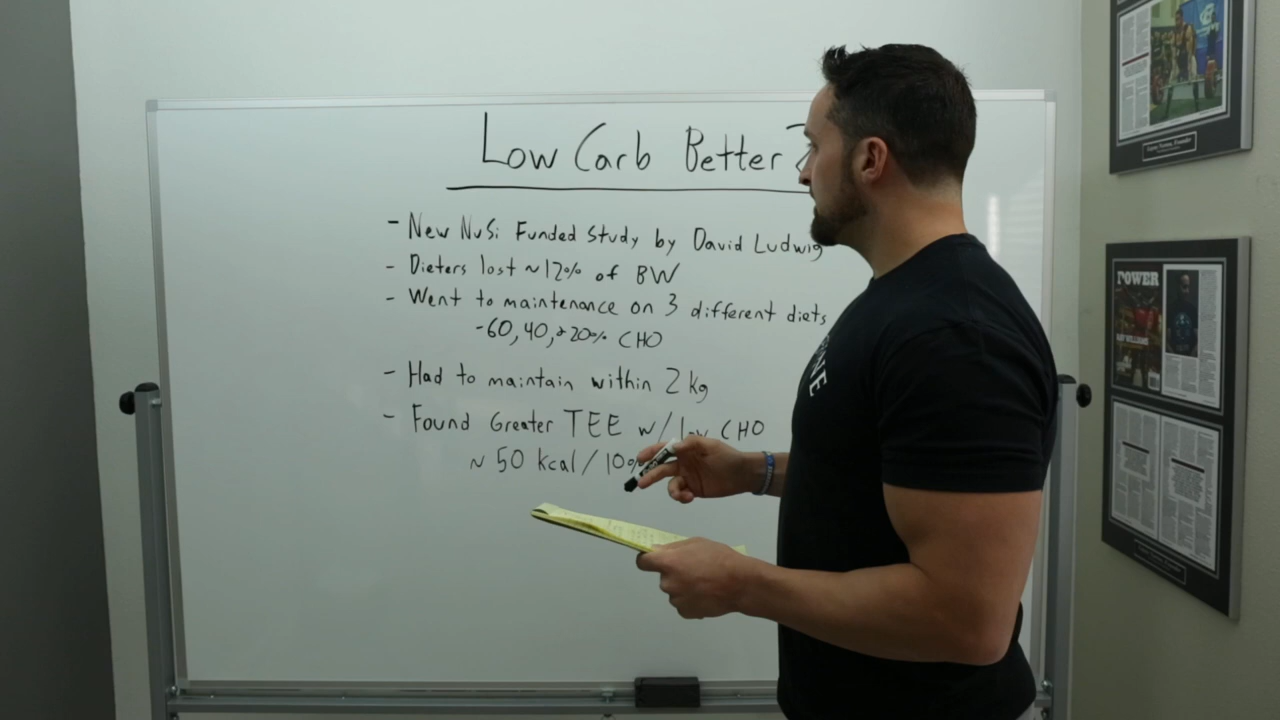 Low Carb Better ?
- New NuSi Funded Study by David Ludwig
- Dieters lost ~12% of BW
- Went to maintenance on 3 different diets
-60, 40, + 20% CHO
- Had to maintain within 2 kg
- Found Greater TEE w/ low CHO
~ 50 kcal / 10%
POWER